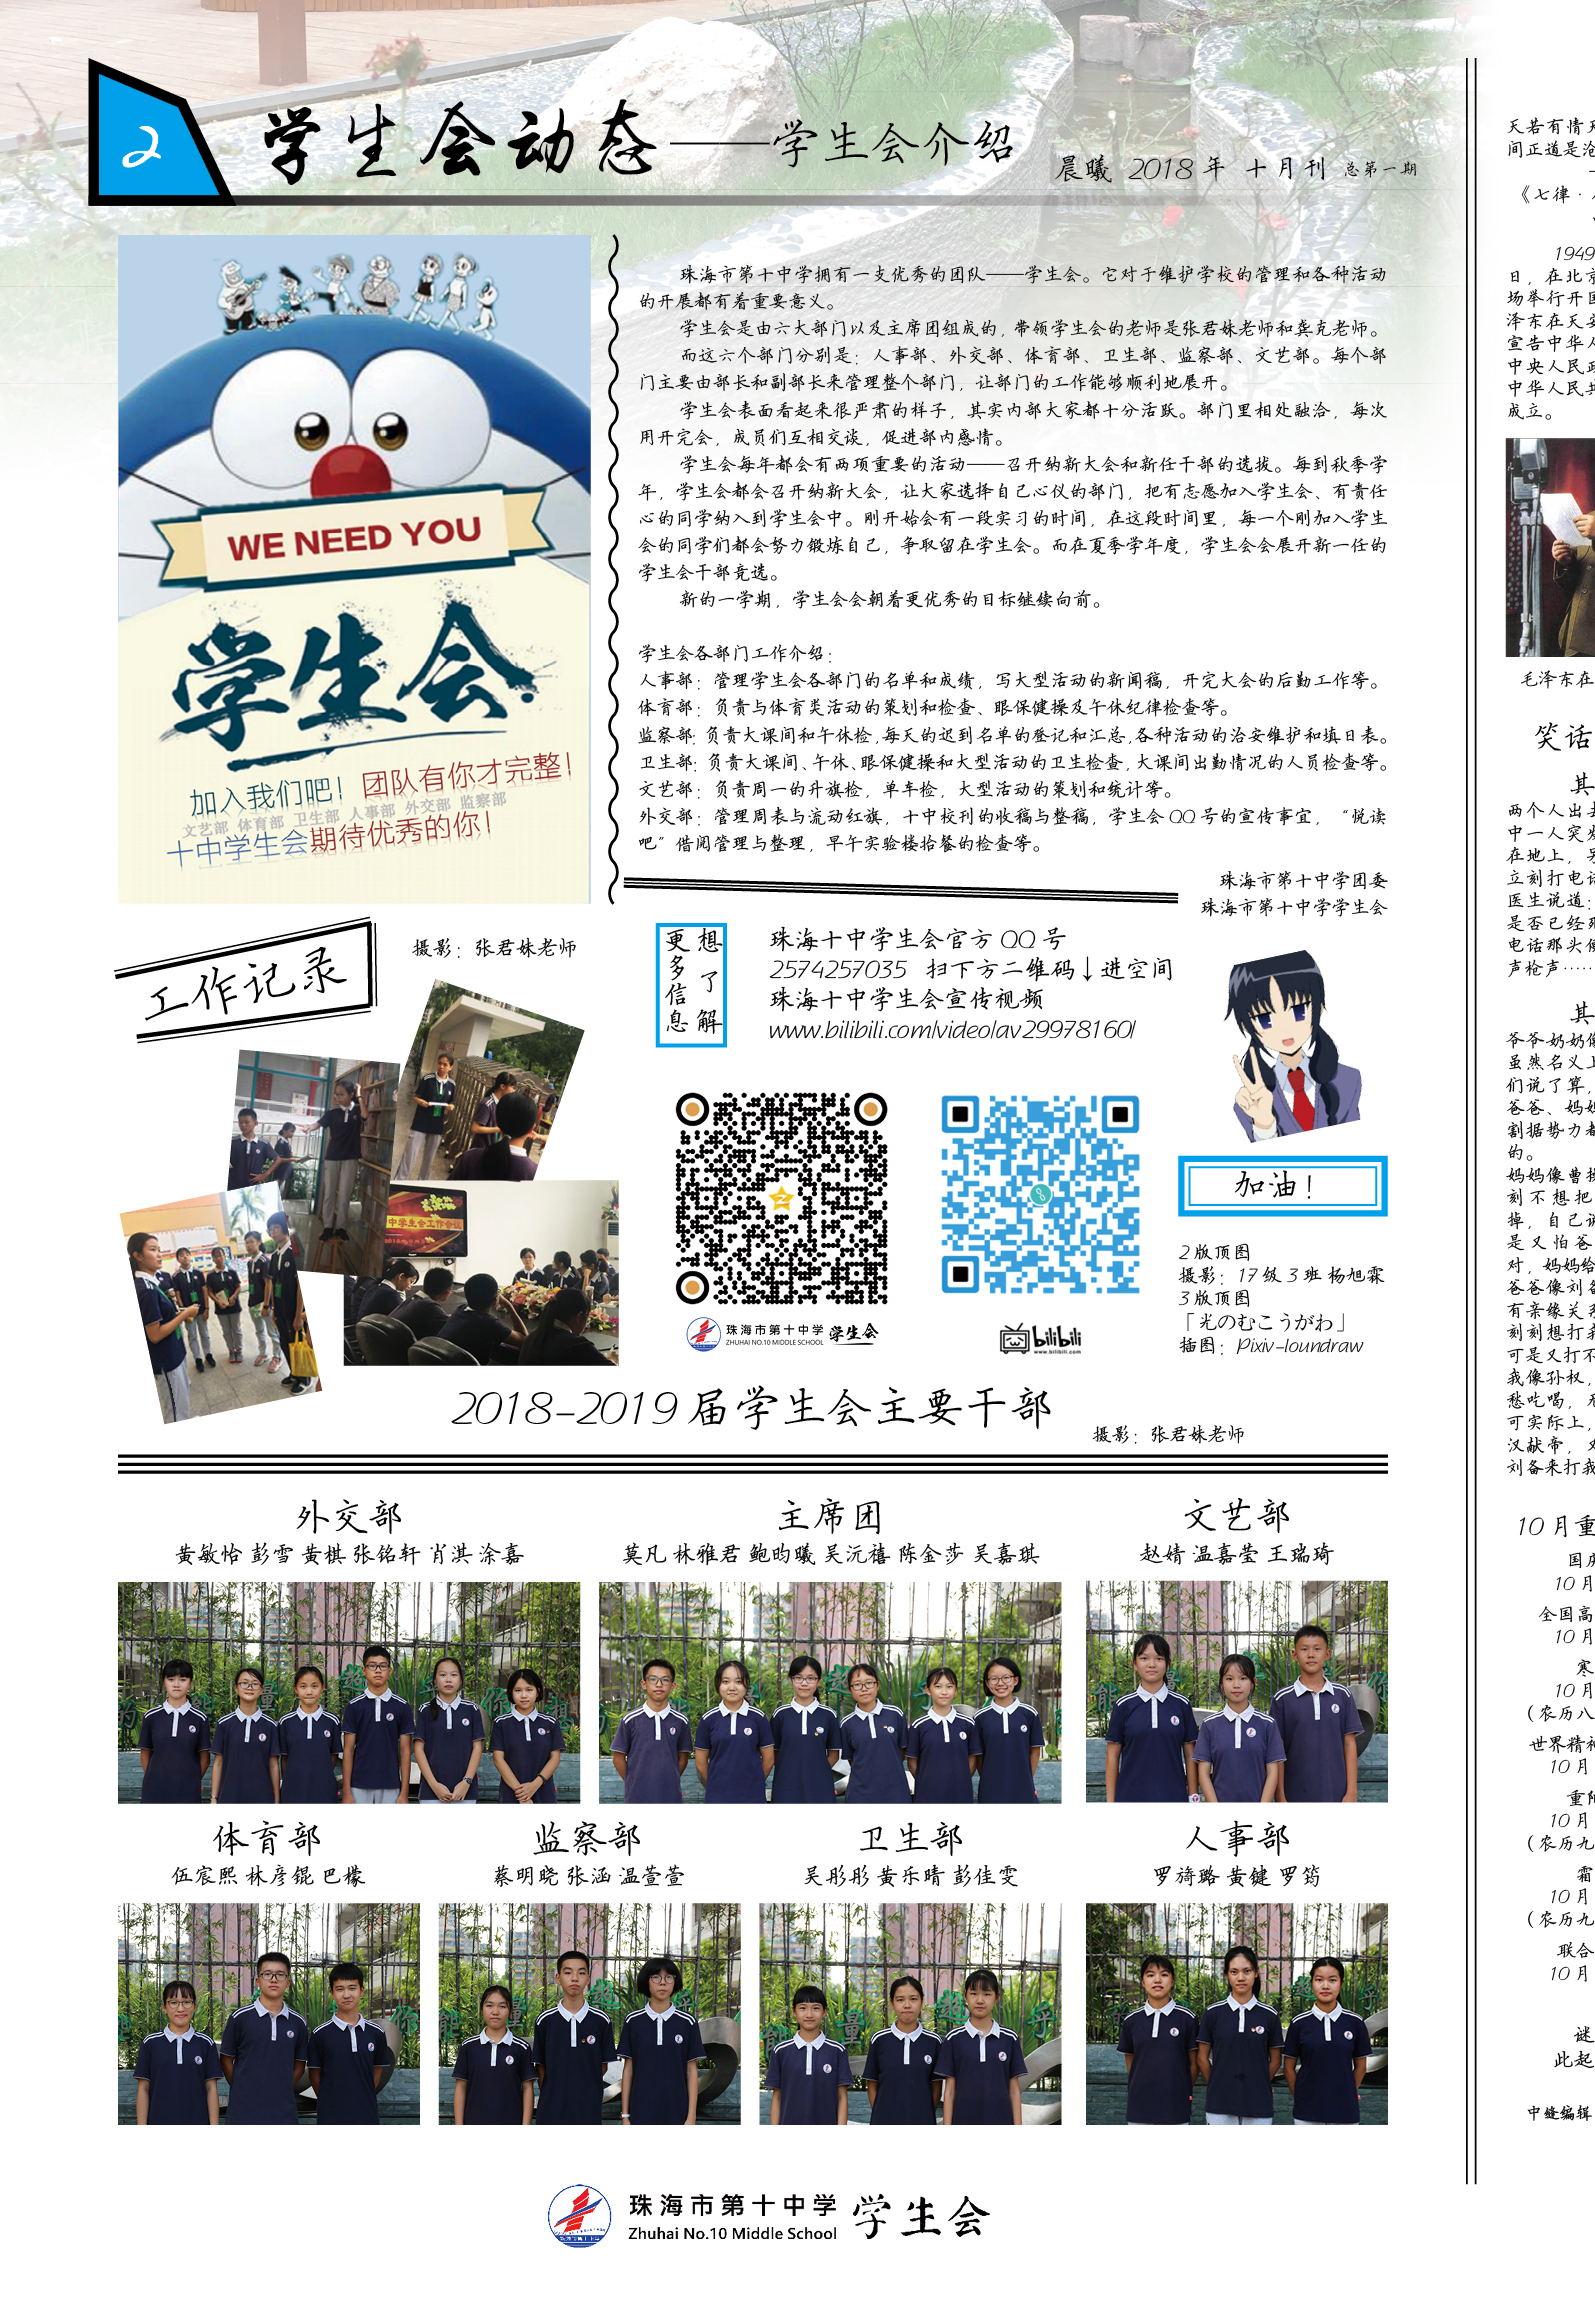 2
学生会动态——学生会介绍
晨曦 2018年 十月刊 总第一期
WE NEED YOU
学生会
加入我们吧！团队有你才完整！
文艺部 体育部 卫生部 人事部 外交部 监察部
十中学生会期待优秀的你！
珠海市第十中学拥有一支优秀的团队——学生会。它对于维护学校的管理和各种活动
的开展都有着重要意义。
学生会是由六大部门以及主席团组成的，带领学生会的老师是张君妹老师和龚克老师。
而这六个部门分别是：人事部、外交部、体育部、卫生部、监察部、文艺部。每个部
门主要由部长和副部长来管理整个部门，让部门的工作能够顺利地展开。
学生会表面看起来很严肃的样子，其实内部大家都十分活跃。部门里相处融洽，每次
用开完会，成员们互相交谈，促进部内感情。
学生会每年都会有两项重要的活动——召开纳新大会和新任干部的选拔。每到秋季学
年，学生会都会召开纳新大会，让大家选择自己心仪的部门，把有志愿加入学生会、有责任
心的同学纳入到学生会中。刚开始会有一段实习的时间，在这段时间里，每一个刚加入学生
会的同学们都会努力锻炼自己，争取留在学生会。而在夏季学年度，学生会会展开新一任的
学生会干部竞选。
新的一学期，学生会会朝着更优秀的目标继续向前。
学生会各部门工作介绍：
人事部：管理学生会各部门的名单和成绩，写大型活动的新闻稿，开完大会的后勤工作等。
体育部：负责与体育类活动的策划和检查、眼保健操及午休纪律检查等。
监察部：负责大课间和午休检，每天的迟到名单的登记和汇总，各种活动的治安维护和填日表。
卫生部：负责大课间、午休、眼保健操和大型活动的卫生检查，大课间出勤情况的人员检查等。
文艺部：负责周一的升旗检，单车检，大型活动的策划和统计等。
外交部：管理周表与流动红旗，十中校刊的收稿与整稿，学生会QQ号的宣传事宜，“悦读
吧”借阅管理与整理，早午实验楼拾餐的检查等。
珠海市第十中学团委
珠海市第十中学学生会
工作记录
摄影：张君妹老师
中学生会工作会议
想了解
更多信息
珠海十中学生会官方QQ号
2574257035 扫下方二维码↓进空间
珠海十中学生会宣传视频
www.bilibili.com/video/av29978160/
珠海市第十中学 学生会
ZHUHAI NO.10 MIDDLE SCHOOL
bilibili
www.bilibili.com
加油！
2版顶图
摄影：17级3班 杨旭霖
3版顶图
「光のむこうがわ」
插图：Pixiv-loundraw
2018-2019届学生会主要干部
摄影：张君妹老师
外交部
黄敏怡 彭雪 黄棋 张铭轩 肖淇 涂嘉
主席团
莫凡 林雅君 鲍昀曦 吴沅禧 陈金莎 吴嘉琪
文艺部
赵婧 温嘉莹 王瑞琦
体育部
伍宸熙 林彦锟 巴檬
监察部
蔡明晓 张涵 温萱萱
卫生部
吴彤彤 黄乐晴 彭佳雯
人事部
罗旖璐 黄键 罗筠
珠海市第十中学 学生会
Zhuhai No.10 Middle School
天若有情天
间正道是沧
《七律·人
1949
日，在北京
场举行开国
泽东在天安
宣告中华人
中央人民政
中华人民共
成立。
毛泽东在
笑话
其
两个人出去
中一人突发
在地上，另
立刻打电话
医生说道：
是否已经死
电话那头传
声枪声……
其
爷爷奶奶像
虽然名义上
们说了算，
爸爸、妈妈
割据势力都
的。
妈妈像曹操
刻不想把
掉，自己说
是又怕爸
对，妈妈给
爸爸像刘备
有亲缘关系
刻刻想打我
可是又打不
我像孙权，
愁吃喝，无
可实际上，
汉献帝，对
刘备来打我
10月重
国庆
10月
全国高
10月
寒
10月
（农历八
世界精神
10月
重阳
10月
（农历九
霜
10月
（农历九
联合
10月
谜
此起
中缝编辑